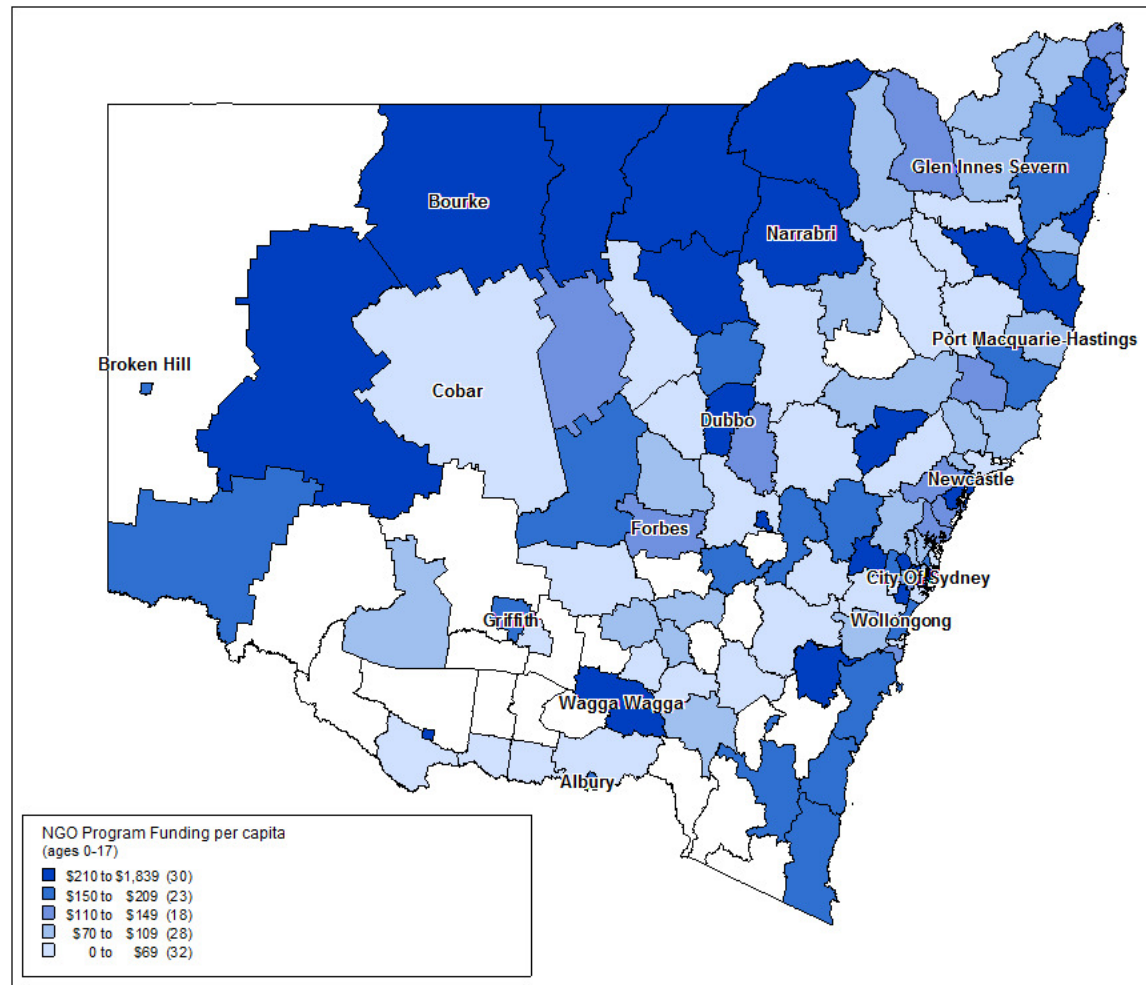 Glen Innes Severn
Bourke
Narrabri
Port Macquarie-Hastings
Broken Hill
Cobar
Dubbo
Newcastle
Forbes
City Of Sydney
Griffith
Wollongong
Wagga Wagga
Albury
NGO Program Funding per capita
(ages 0-17)
$210 to $1,839 (30)
$150 to $209 (23)
$110 to $149 (18)
$70 to $109 (28)
0 to $69 (32)